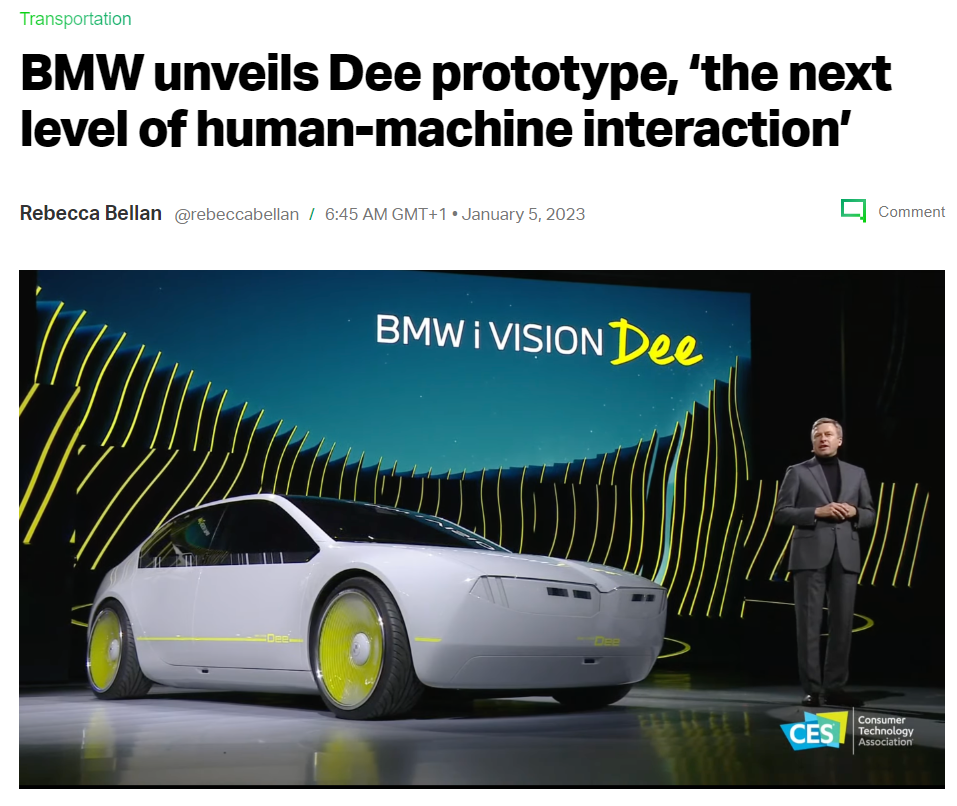 Transportation
BMW unveils Dee prototype, ‘the next
level of human-machine interaction’
Rebecca Bellan @rebeccabellan / 6:45 AM GMT+1 • January 5, 2023
Comment
BMW i VISION Dee
Dee
Dee
CES
Consumer
Technology
Association